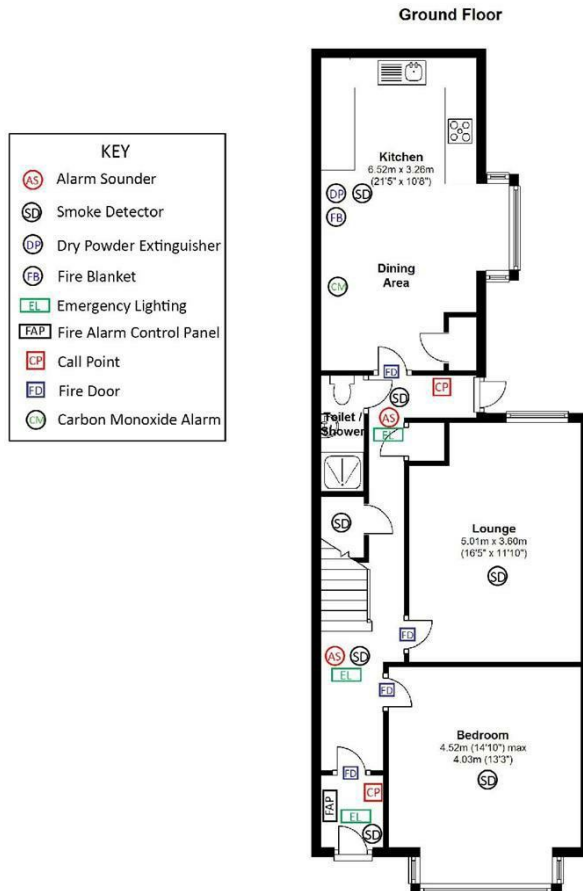 Ground Floor
KEY
AS Alarm Sounder
SD Smoke Detector
DP Dry Powder Extinguisher
FB Fire Blanket
EL Emergency Lighting
FAP Fire Alarm Control Panel
CP Call Point
FD Fire Door
CM Carbon Monoxide Alarm
Kitchen
6.52m x 3.26m
(21'5" x 10'8")
DP SD
FB
Dining
Area
CM
FD
CP
SD
Toilet /
Shower
AS
EL
SD
Lounge
5.01m x 3.60m
(16'5" x 11'10")
SD
FD
AS SD
EL
FD
Bedroom
4.52m (14'10") max
4.03m (13'3")
SD
FD
CP
FAP
EL
SD